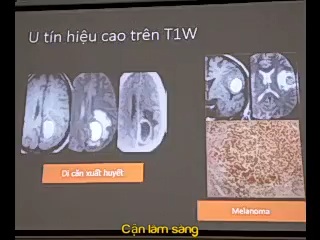 U tín hiệu cao trên T1W
Di căn xuất huyết
Melanoma
Cận lâm sàng